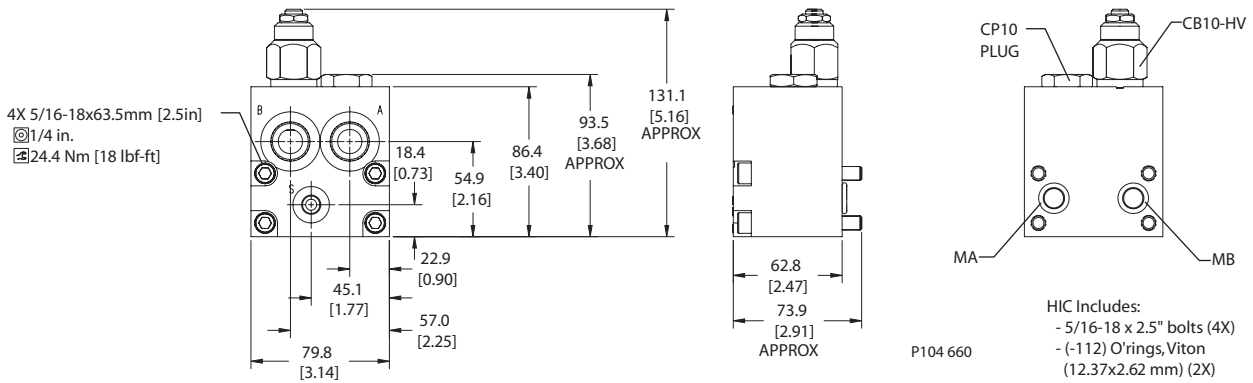 4X 5/16-18x63.5mm [2.5in]
1/4 in.
24.4 Nm [18 lbf-ft]
B
A
S
18.4
[0.73]
54.9
[2.16]
86.4
[3.40]
93.5
[3.68]
APPROX
131.1
[5.16]
APPROX
22.9
[0.90]
45.1
[1.77]
57.0
[2.25]
79.8
[3.14]
62.8
[2.47]
73.9
[2.91]
APPROX
CP10
PLUG
CB10-HV
MA
MB
P104 660
HIC Includes:
- 5/16-18 x 2.5" bolts (4X)
- (-112) O'rings, Viton
(12.37x2.62 mm) (2X)